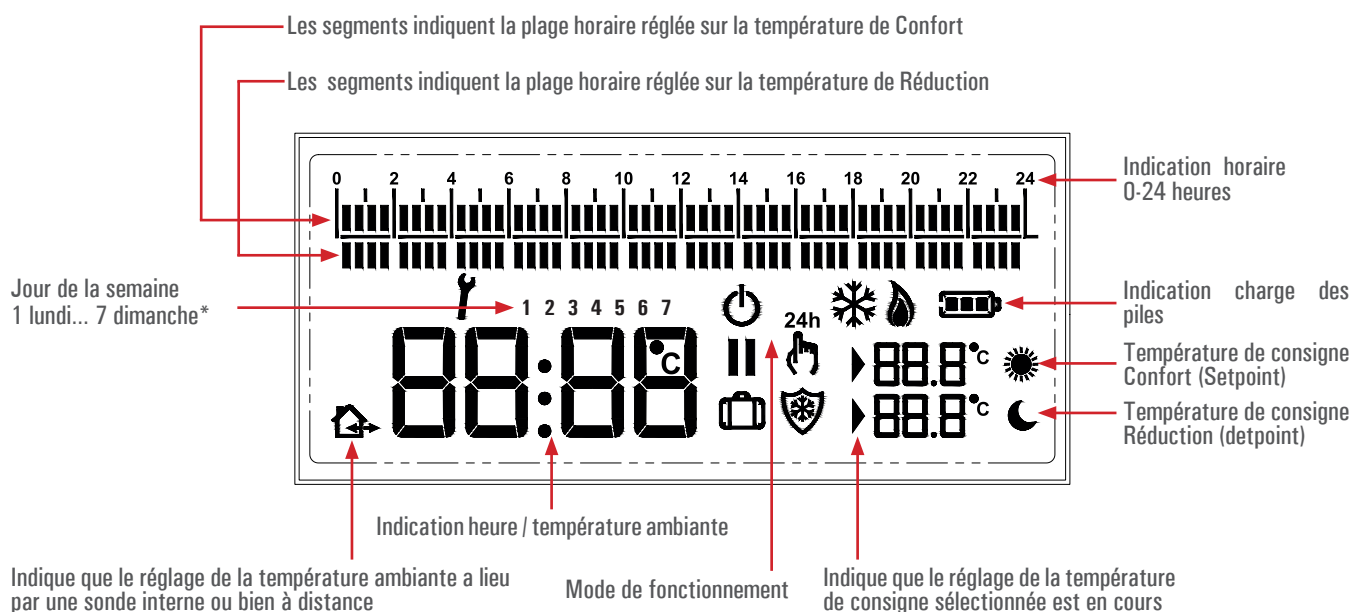 Les segments indiquent la plage horaire réglée sur la température de Confort
Les segments indiquent la plage horaire réglée sur la température de Réduction
0 2 4 6 8 10 12 14 16 18 20 22 24
Indication horaire
0-24 heures
Jour de la semaine
1 lundi... 7 dimanche*
1 2 3 4 5 6 7
24h
Indication charge des
piles
88:88 °C
88.8 °C
Température de consigne
Confort (Setpoint)
88.8 °C
Température de consigne
Réduction (detpoint)
Indication heure / température ambiante
Indique que le réglage de la température ambiante a lieu
par une sonde interne ou bien à distance
Mode de fonctionnement
Indique que le réglage de la température
de consigne sélectionnée est en cours